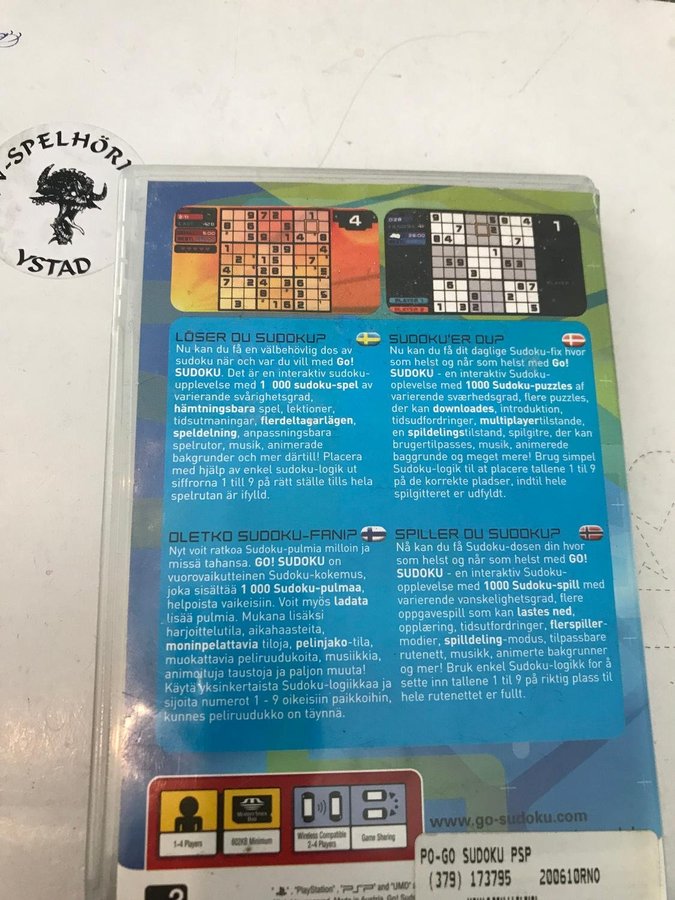 V-SPELHÖR
YSTAD
4
1
LÖSER DU SUDOKU?
Nu kan du få en välbehövlig dos av
sudoku när och var du vill med Go!
SUDOKU. Det är en interaktiv sudoku-
upplevelse med 1 000 sudoku-spel av
varierande svårighetsgrad,
hämtningsbara spel, lektioner,
tidsutmaningar, flerdeltagarlägen,
speldelning, anpassningsbara
spelrutor, musik, animerade
bakgrunder och mer därtill! Placera
med hjälp av enkel sudoku-logik ut
siffrorna 1 till 9 på rätt ställe tills hela
spelrutan är ifylld.
SUDOKU'ER DU?
Nu kan du få dit daglige Sudoku-fix hvor
som helst og når som helst med Go!
SUDOKU - en interaktiv Sudoku-
oplevelse med 1000 Sudoku-puzzles af
varierende sværhedsgrad, flere puzzles,
der kan downloades, introduktion,
tidsudfordringer, multiplayertilstande,
en spildelingstilstand, spilgitre, der kan
brugertilpasses, musik, animerede
baggrunde og meget mere! Brug simpel
Sudoku-logik til at placere tallene 1 til 9
på de korrekte pladser, indtil hele
spilgitteret er udfyldt.
OLETKO SUDOKU-FANI?
Nyt voit ratkoa Sudoku-pulmia milloin ja
missä tahansa. GO! SUDOKU on
vuorovaikutteinen Sudoku-kokemus,
joka sisältää 1 000 Sudoku-pulmaa,
helpoista vaikeisiin. Voit myös ladata
lisää pulmia. Mukana lisäksi
harjoittelutila, aikahaasteita,
moninpelattavia tiloja, pelinjako-tila,
muokattavia peliruudukoita, musiikkia,
animoituja taustoja ja paljon muuta!
Käytä yksinkertaista Sudoku-logiikkaa ja
sijoita numerot 1 - 9 oikeisiin paikkoihin,
kunnes peliruudukko on täynnä.
SPILLER DU SUDOKU?
Nå kan du få Sudoku-dosen din hvor
som helst og når som helst med GO!
SUDOKU - en interaktiv Sudoku-
opplevelse med 1000 Sudoku-spill med
varierende vanskelighetsgrad, flere
oppgavespill som kan lastes ned,
opplæring, tidsutfordringer, flerspiller-
modier, spilldeling-modus, tilpassbare
rutenett, musikk, animerte bakgrunner
og mer! Bruk enkel Sudoku-logikk for å
sette inn tallene 1 til 9 på riktig plass til
hele rutenettet er fullt.
1-4 Players
MEMORY STICK
DUO
802KB Minimum
Wireless Compatible
2-4 Players
Game Sharing
www.go-sudoku.com
PO-GO SUDOKU PSP
(379) 173795 200610RNO
"PlayStation", "PSP" and "UMD"